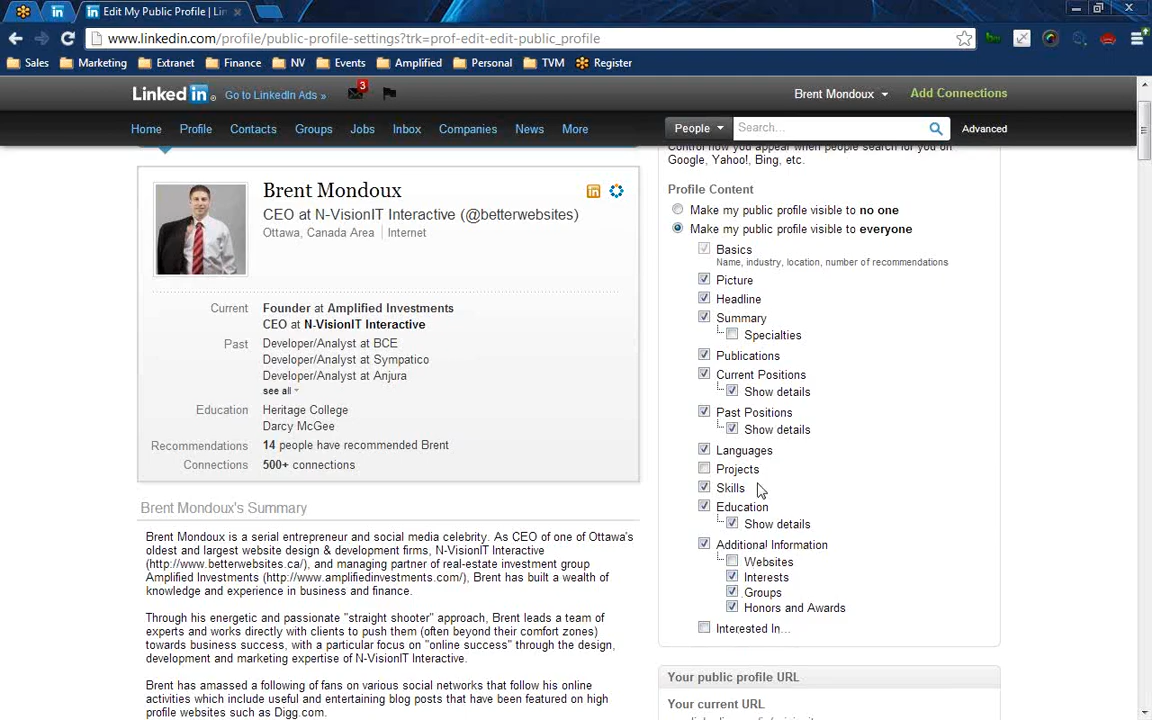 Edit My Public Profile | Lin
www.linkedin.com/profile/public-profile-settings?trk=prof-edit-edit-public_profile
Sales Marketing Extranet Finance NV Events Amplified Personal TVM Register
Linked in Go to LinkedIn Ads » 3 Brent Mondoux Add Connections
Home Profile Contacts Groups Jobs Inbox Companies News More People Search... Advanced
Brent Mondoux
CEO at N-VisionIT Interactive (@betterwebsites)
Ottawa, Canada Area | Internet
Current Founder at Amplified Investments
CEO at N-VisionIT Interactive
Past Developer/Analyst at BCE
Developer/Analyst at Sympatico
Developer/Analyst at Anjura
see all
Education Heritage College
Darcy McGee
Recommendations 14 people have recommended Brent
Connections 500+ connections
Brent Mondoux's Summary
Brent Mondoux is a serial entrepreneur and social media celebrity. As CEO of one of Ottawa's
oldest and largest website design & development firms, N-VisionIT Interactive
(http://www.betterwebsites.ca/), and managing partner of real-estate investment group
Amplified Investments (http://www.amplifiedinvestments.com/), Brent has built a wealth of
knowledge and experience in business and finance.
Through his energetic and passionate "straight shooter" approach, Brent leads a team of
experts and works directly with clients to push them (often beyond their comfort zones)
towards business success, with a particular focus on "online success" through the design,
development and marketing expertise of N-VisionIT Interactive.
Brent has amassed a following of fans on various social networks that follow his online
activities which include useful and entertaining blog posts that have been featured on high
profile websites such as Digg.com.
Control how you appear when people search for you on
Google, Yahoo!, Bing, etc.
Profile Content
Make my public profile visible to no one
Make my public profile visible to everyone
Basics
Name, industry, location, number of recommendations
Picture
Headline
Summary
Specialties
Publications
Current Positions
Show details
Past Positions
Show details
Languages
Projects
Skills
Education
Show details
Additional Information
Websites
Interests
Groups
Honors and Awards
Interested In...
Your public profile URL
Your current URL